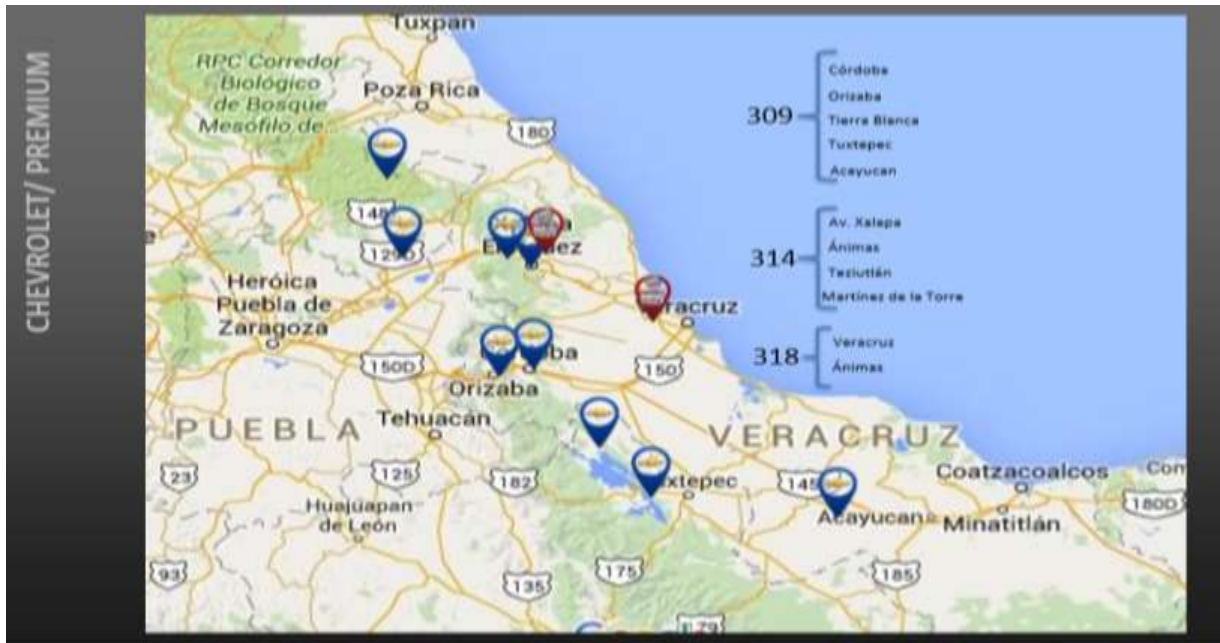 CHEVROLET/ PREMIUM
Tuxpan
RPC Corredor
Biológico
de Bosque
Mesófilo de...
Poza Rica
180
148
129D
Heróica
Puebla de
Zaragoza
racruz
150D
150
Orizaba
Tehuacán
PUEBLA
VERACRUZ
23
125
182
145
Coatzacoalcos
180D
Huajuapan
de León
xtepec
Acayucan
Minatitlán
93
135
175
185
309
Córdoba
Orizaba
Tierra Blanca
Tuxtepec
Acayucan
314
Av. Xalapa
Ánimas
Teziutlán
Martínez de la Torre
318
Veracruz
Ánimas